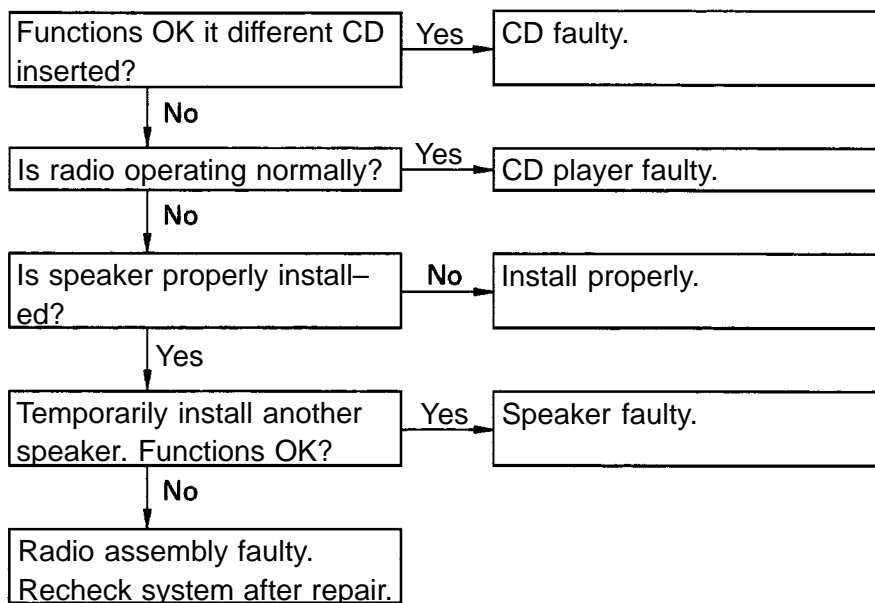 Functions OK it different CD
inserted?
Yes
CD faulty.
No
Is radio operating normally?
Yes
CD player faulty.
No
Is speaker properly install–
ed?
No
Install properly.
Yes
Temporarily install another
speaker. Functions OK?
Yes
Speaker faulty.
No
Radio assembly faulty.
Recheck system after repair.